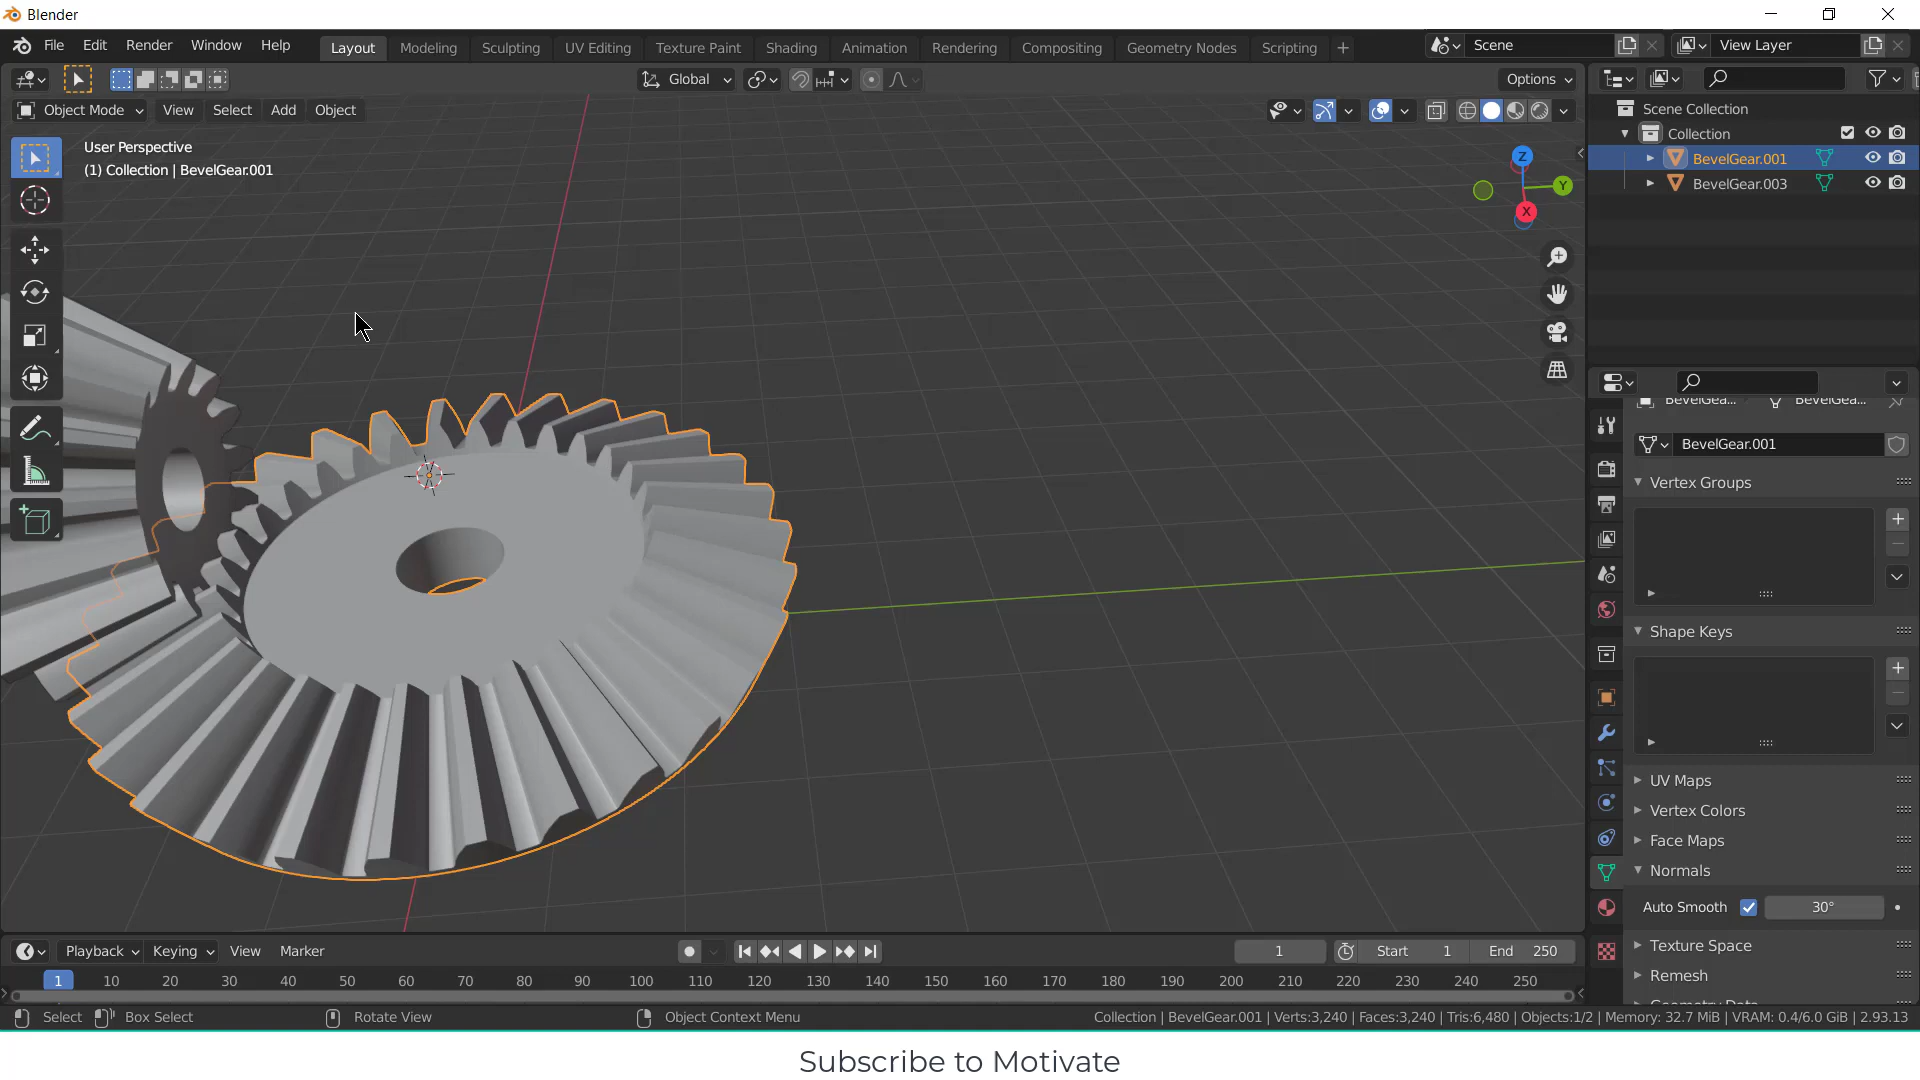 Blender
File Edit Render Window Help Layout Modeling Sculpting UV Editing Texture Paint Shading Animation Rendering Compositing Geometry Nodes Scripting + Scene View Layer
Global Options
Object Mode View Select Add Object
User Perspective
(1) Collection | BevelGear.001
Z
Y
X
Scene Collection
Collection
BevelGear.001
BevelGear.003
BevelGea... BevelGea...
BevelGear.001
Vertex Groups
Shape Keys
UV Maps
Vertex Colors
Face Maps
Normals
Auto Smooth 30°
Texture Space
Remesh
Geometry Data
Playback Keying View Marker 1 Start 1 End 250
1 10 20 30 40 50 60 70 80 90 100 110 120 130 140 150 160 170 180 190 200 210 220 230 240 250
Select Box Select Rotate View Object Context Menu Collection | BevelGear.001 | Verts:3,240 | Faces:3,240 | Tris:6,480 | Objects:1/2 | Memory: 32.7 MiB | VRAM: 0.4/6.0 GiB | 2.93.13
Subscribe to Motivate